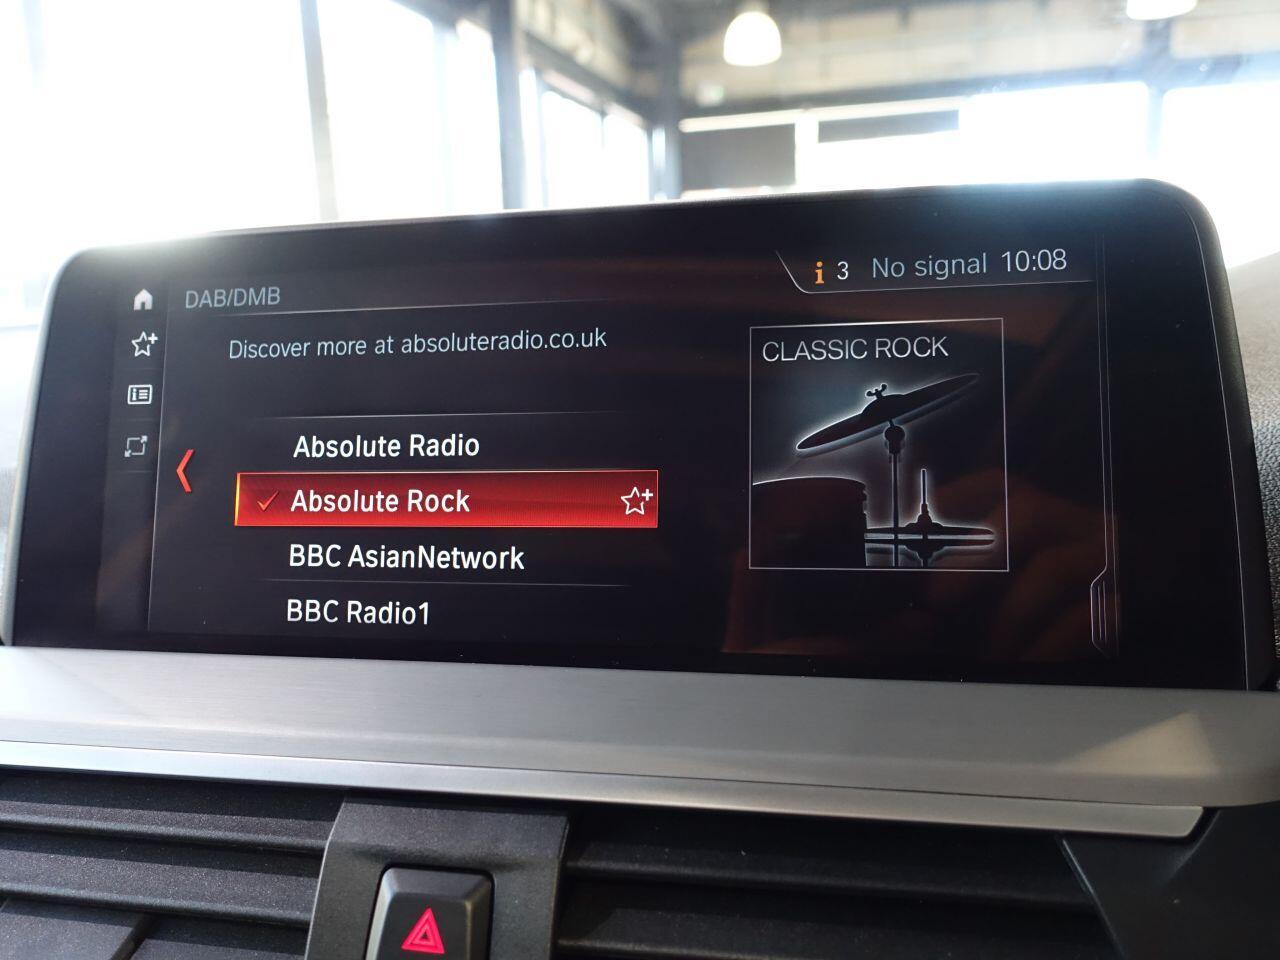 DAB/DMB
i 3 No signal 10:08
Discover more at absoluteradio.co.uk
CLASSIC ROCK
Absolute Radio
Absolute Rock
BBC AsianNetwork
BBC Radio1